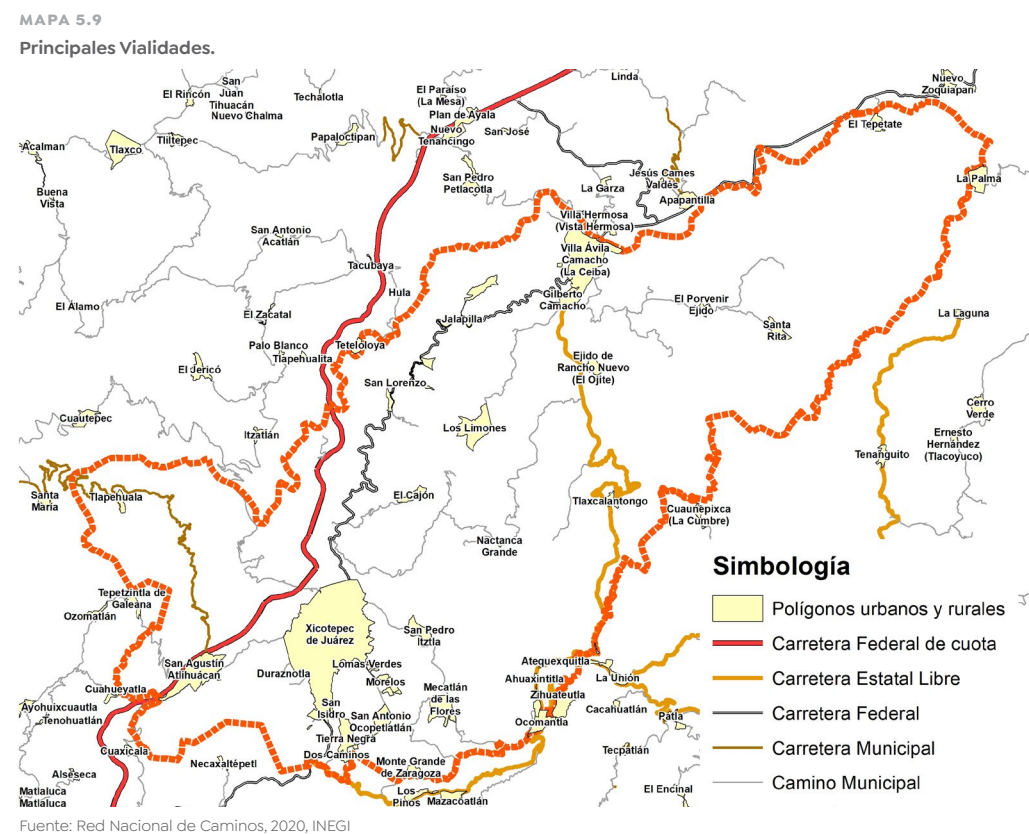 MAPA 5.9
Principales Vialidades.
Linda
Nuevo
Zoquiapan
San
Juan
El Rincón
Tihuacán
Nuevo Chalma
Techalotla
El Paraíso
(La Mesa)
Plan de Ayala
Nuevo
Tenancingo
San José
El Tepetate
Acalman
Tlaxco
Tliltepec
Papaloctipan
San Pedro
Petlacotla
La Garza
Jesús Cames
Valdés
Apapantilla
La Palma
Buena
Vista
Villa Hermosa
(Vista Hermosa)
San Antonio
Acatlán
Villa Ávila
Camacho
(La Ceiba)
Tacubaya
Hula
Gilberto
Camacho
El Álamo
El Zacatal
Jalapilla
El Porvenir
Ejido
Santa
Rita
La Laguna
Palo Blanco
Tlapehualita
Teteloloya
El Jericó
San Lorenzo
Ejido de
Rancho Nuevo
(El Ojite)
Cuautepec
Itzatlán
Los Limones
Cerro
Verde
Ernesto
Hernández
(Tlacoyuco)
Tenanguito
Santa
María
Tlapehuala
El Cajón
Tlaxcalantongo
Cuaunepixca
(La Cumbre)
Nactanca
Grande
Tepetzintla de
Galeana
Ozomatlán
Xicotepec
de Juárez
San Pedro
Itztla
San Agustín
Atlihuacán
Duraznotla
Lomas Verdes
Morelos
Atequexquitla
Ahuaxintitla
La Unión
Cuahueyatla
Mecatlán
de las
Flores
Zihuateutla
Cacahuatlán
Patla
Ayohuixcuautla
Tenohuatlán
San
Isidro
San Antonio
Ocopetlatlán
Ocomantla
Tierra Negra
Cuaxicala
Dos Caminos
Necaxaltépetl
Monte Grande
de Zaragoza
Tecpatlán
Alseseca
Matlaluca
Matlaluca
Los
Pinos
Mazacoatlán
El Encinal
Simbología
Polígonos urbanos y rurales
Carretera Federal de cuota
Carretera Estatal Libre
Carretera Federal
Carretera Municipal
Camino Municipal
Fuente: Red Nacional de Caminos, 2020, INEGI